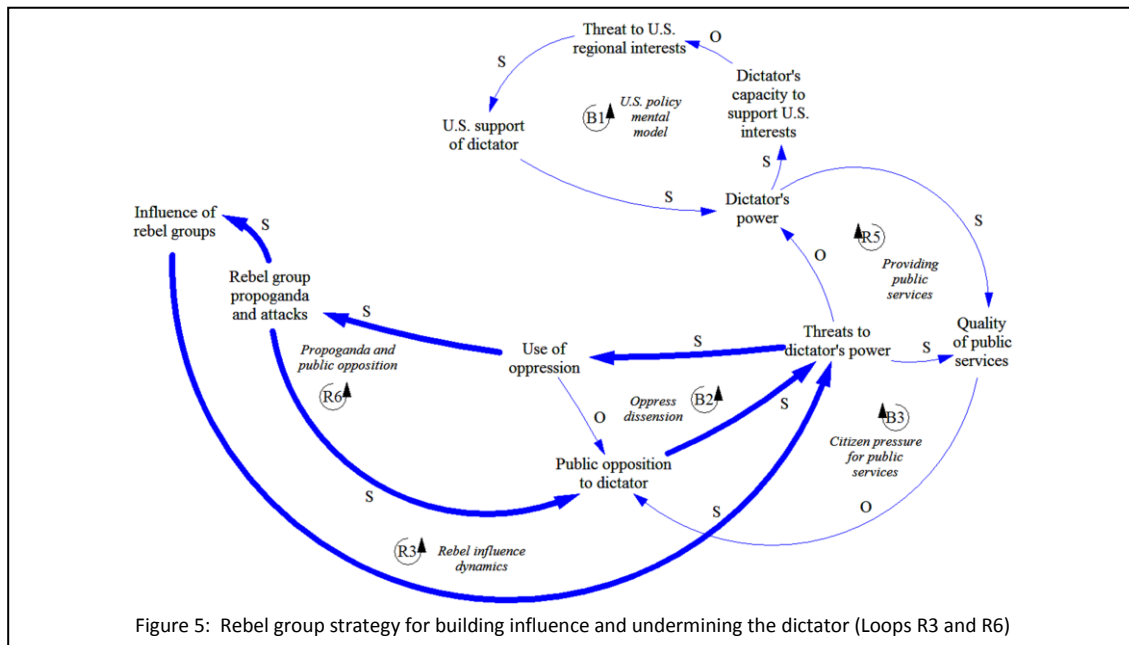 Threat to U.S.
regional interests
O
S
Dictator's
capacity to
support U.S.
interests
B1
U.S. policy
mental
model
U.S. support
of dictator
S
S
Dictator's
power
S
Influence of
rebel groups
S
R5
O
Providing
public
services
Rebel group
propoganda
and attacks
S
Threats to
dictator's power
S
Quality
of public
services
S
Use of
oppression
Propoganda and
public opposition
R6
Oppress
dissension
B2
S
B3
Citizen pressure
for public
services
O
Public opposition
to dictator
S
S
O
R3
Rebel influence
dynamics
Figure 5: Rebel group strategy for building influence and undermining the dictator (Loops R3 and R6)